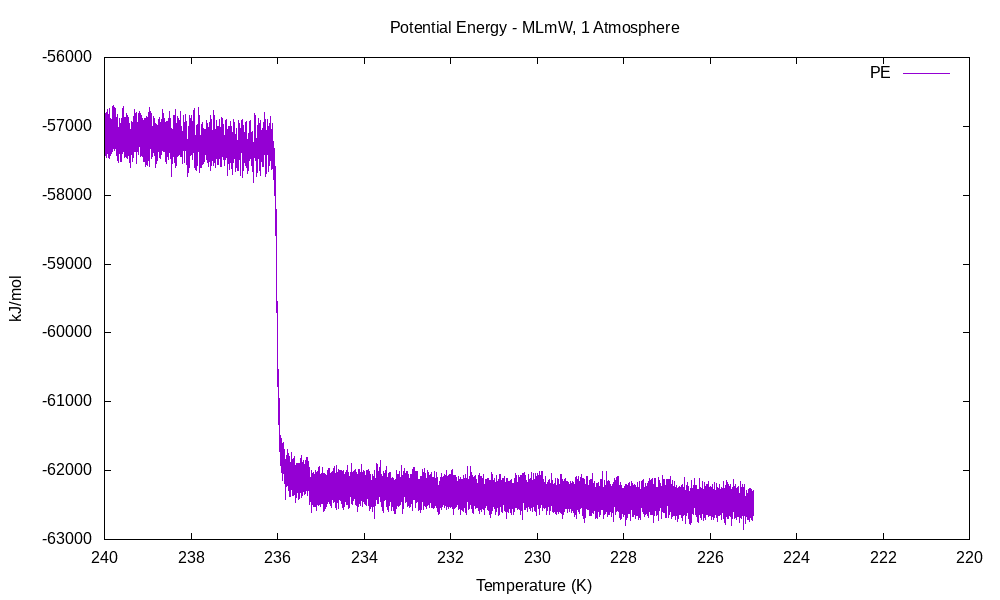 Potential Energy - MLmW, 1 Atmosphere
PE
-56000
-57000
-58000
-59000
-60000
-61000
-62000
-63000
kJ/mol
240 238 236 234 232 230 228 226 224 222 220
Temperature (K)